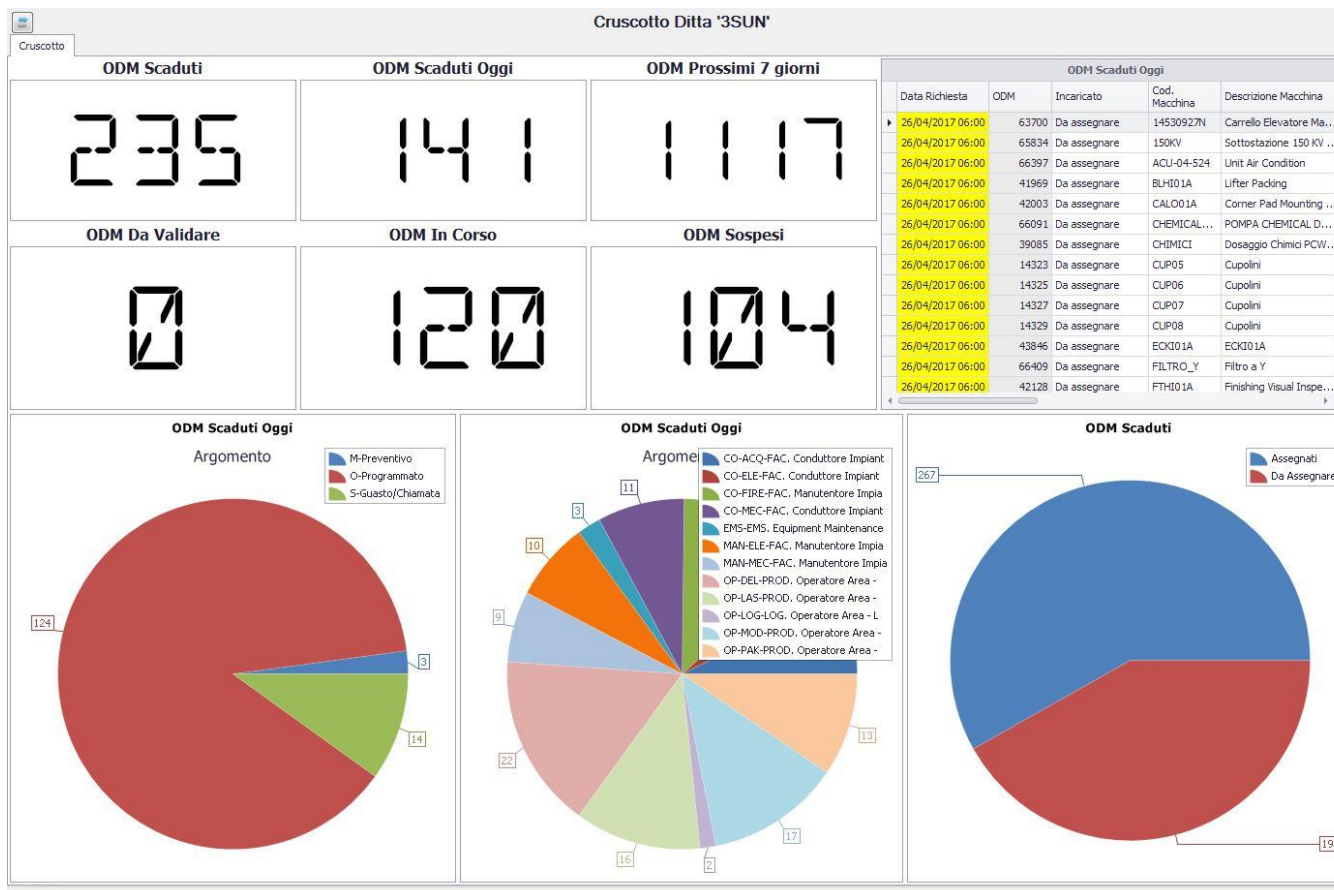 Cruscotto Ditta '3SUN'
Cruscotto
ODM Scaduti
ODM Scaduti Oggi
ODM Prossimi 7 giorni
235
141
1117
ODM Da Validare
ODM In Corso
ODM Sospesi
0
120
104
ODM Scaduti Oggi
Data Richiesta ODM Incaricato Cod. Macchina Descrizione Macchina
26/04/2017 06:00 63700 Da assegnare 14530927N Carrello Elevatore Ma...
26/04/2017 06:00 65834 Da assegnare 150KV Sottostazione 150 KV ...
26/04/2017 06:00 66397 Da assegnare ACU-04-524 Unit Air Condition
26/04/2017 06:00 41969 Da assegnare BLHI01A Lifter Packing
26/04/2017 06:00 42003 Da assegnare CALO01A Corner Pad Mounting ...
26/04/2017 06:00 66091 Da assegnare CHEMICAL... POMPA CHEMICAL D...
26/04/2017 06:00 39085 Da assegnare CHIMICI Dosaggio Chimici PCW...
26/04/2017 06:00 14323 Da assegnare CUP05 Cupolini
26/04/2017 06:00 14325 Da assegnare CUP06 Cupolini
26/04/2017 06:00 14327 Da assegnare CUP07 Cupolini
26/04/2017 06:00 14329 Da assegnare CUP08 Cupolini
26/04/2017 06:00 43846 Da assegnare ECKI01A ECKI01A
26/04/2017 06:00 66409 Da assegnare FILTRO_Y Filtro a Y
26/04/2017 06:00 42128 Da assegnare FTHI01A Finishing Visual Inspe...
ODM Scaduti Oggi
Argomento
M-Preventivo
O-Programmato
S-Guasto/Chiamata
124
3
14
ODM Scaduti Oggi
Argome
CO-ACQ-FAC. Conduttore Impiant
CO-ELE-FAC. Conduttore Impiant
CO-FIRE-FAC. Manutentore Impia
CO-MEC-FAC. Conduttore Impiant
EMS-EMS. Equipment Maintenance
MAN-ELE-FAC. Manutentore Impia
MAN-MEC-FAC. Manutentore Impia
OP-DEL-PROD. Operatore Area -
OP-LAS-PROD. Operatore Area -
OP-LOG-LOG. Operatore Area - L
OP-MOD-PROD. Operatore Area -
OP-PAK-PROD. Operatore Area -
11
3
10
9
22
16
2
17
13
ODM Scaduti
Assegnati
Da Assegnare
267
19